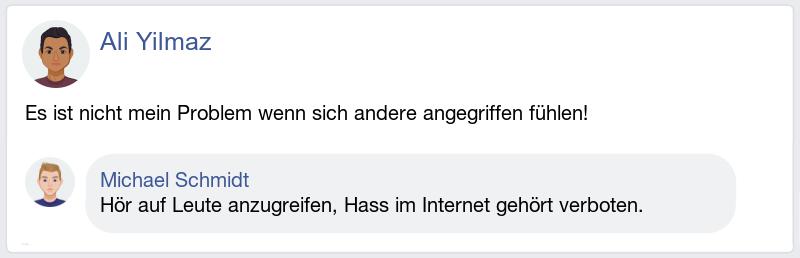 Ali Yilmaz
Es ist nicht mein Problem wenn sich andere angegriffen fühlen!
Michael Schmidt
Hör auf Leute anzugreifen, Hass im Internet gehört verboten.